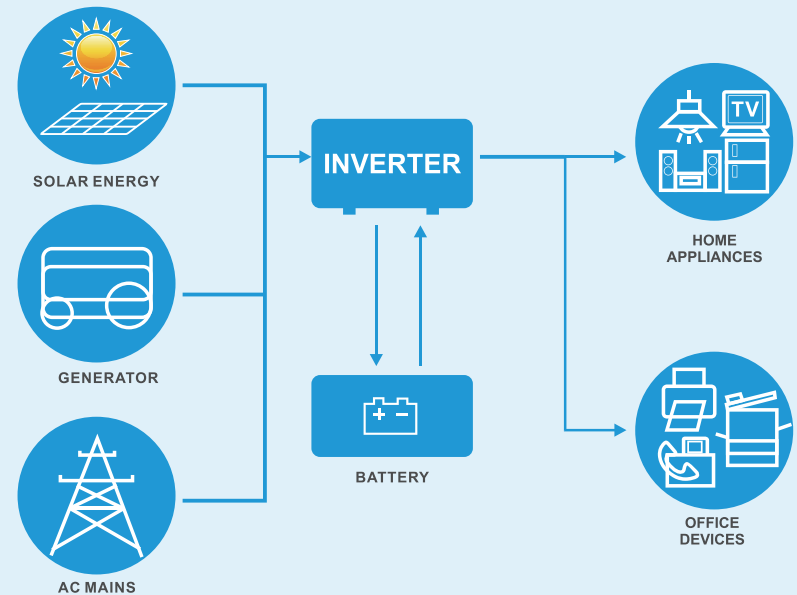 SOLAR ENERGY
GENERATOR
AC MAINS
INVERTER
BATTERY
TV
HOME
APPLIANCES
OFFICE
DEVICES